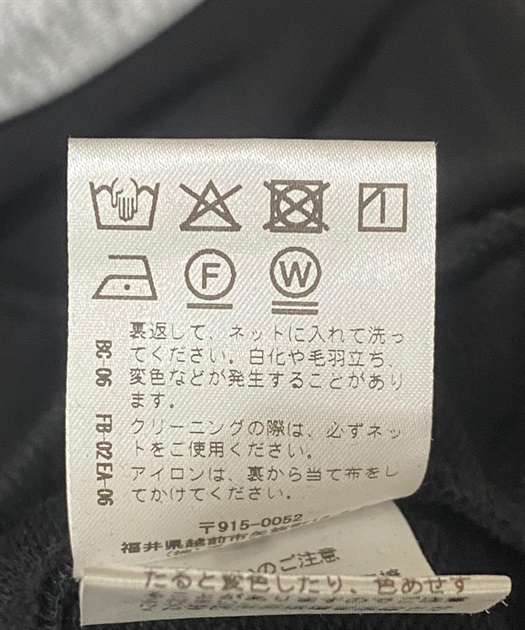 F W
裏返して、ネットに入れて洗っ
てください。白化や毛羽立ち、
変色などが発生することがあり
ます。
クリーニングの際は、必ずネッ
トをご使用ください。
アイロンは、裏から当て布をし
てかけてください。
BC-06 FB-02EA-06
〒915-0052
福井県越前市
のご注意
たると変色したり、色あせす